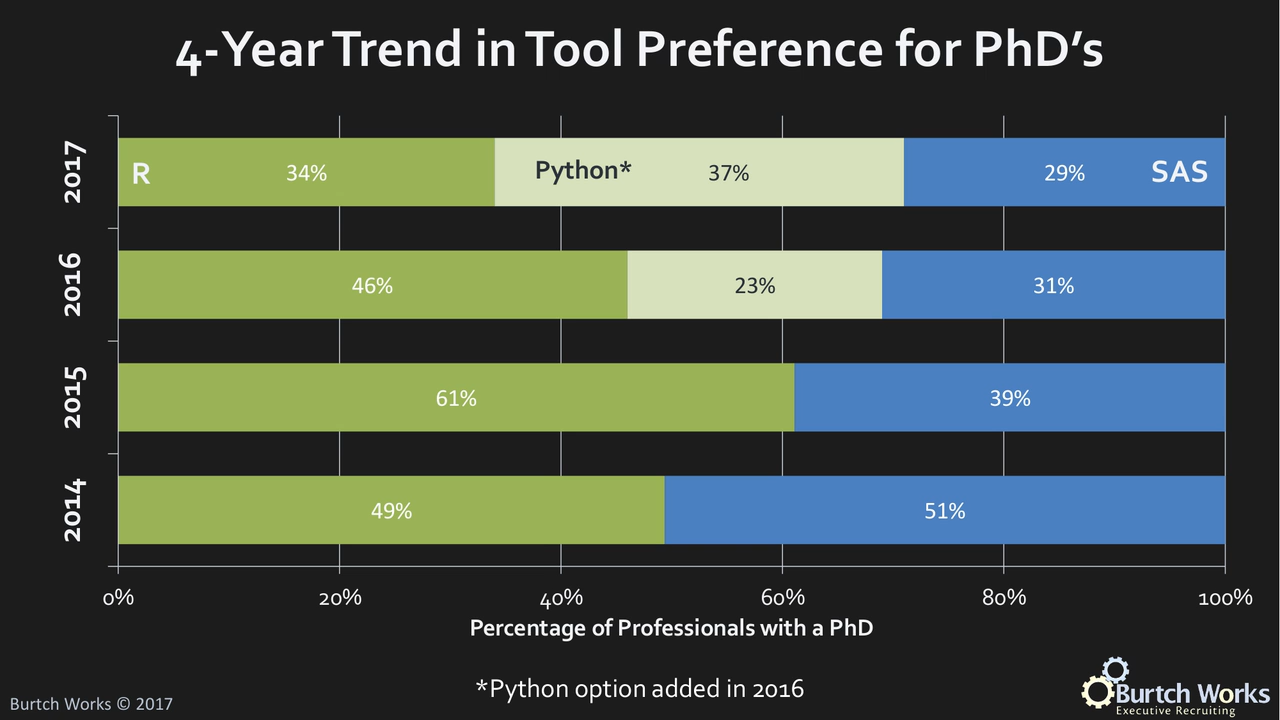 4-Year Trend in Tool Preference for PhD's
2017
R 34% Python* 37% 29% SAS
2016
46% 23% 31%
2015
61% 39%
2014
49% 51%
0% 20% 40% 60% 80% 100%
Percentage of Professionals with a PhD
*Python option added in 2016
Burtch Works © 2017
Burtch Works
Executive Recruiting